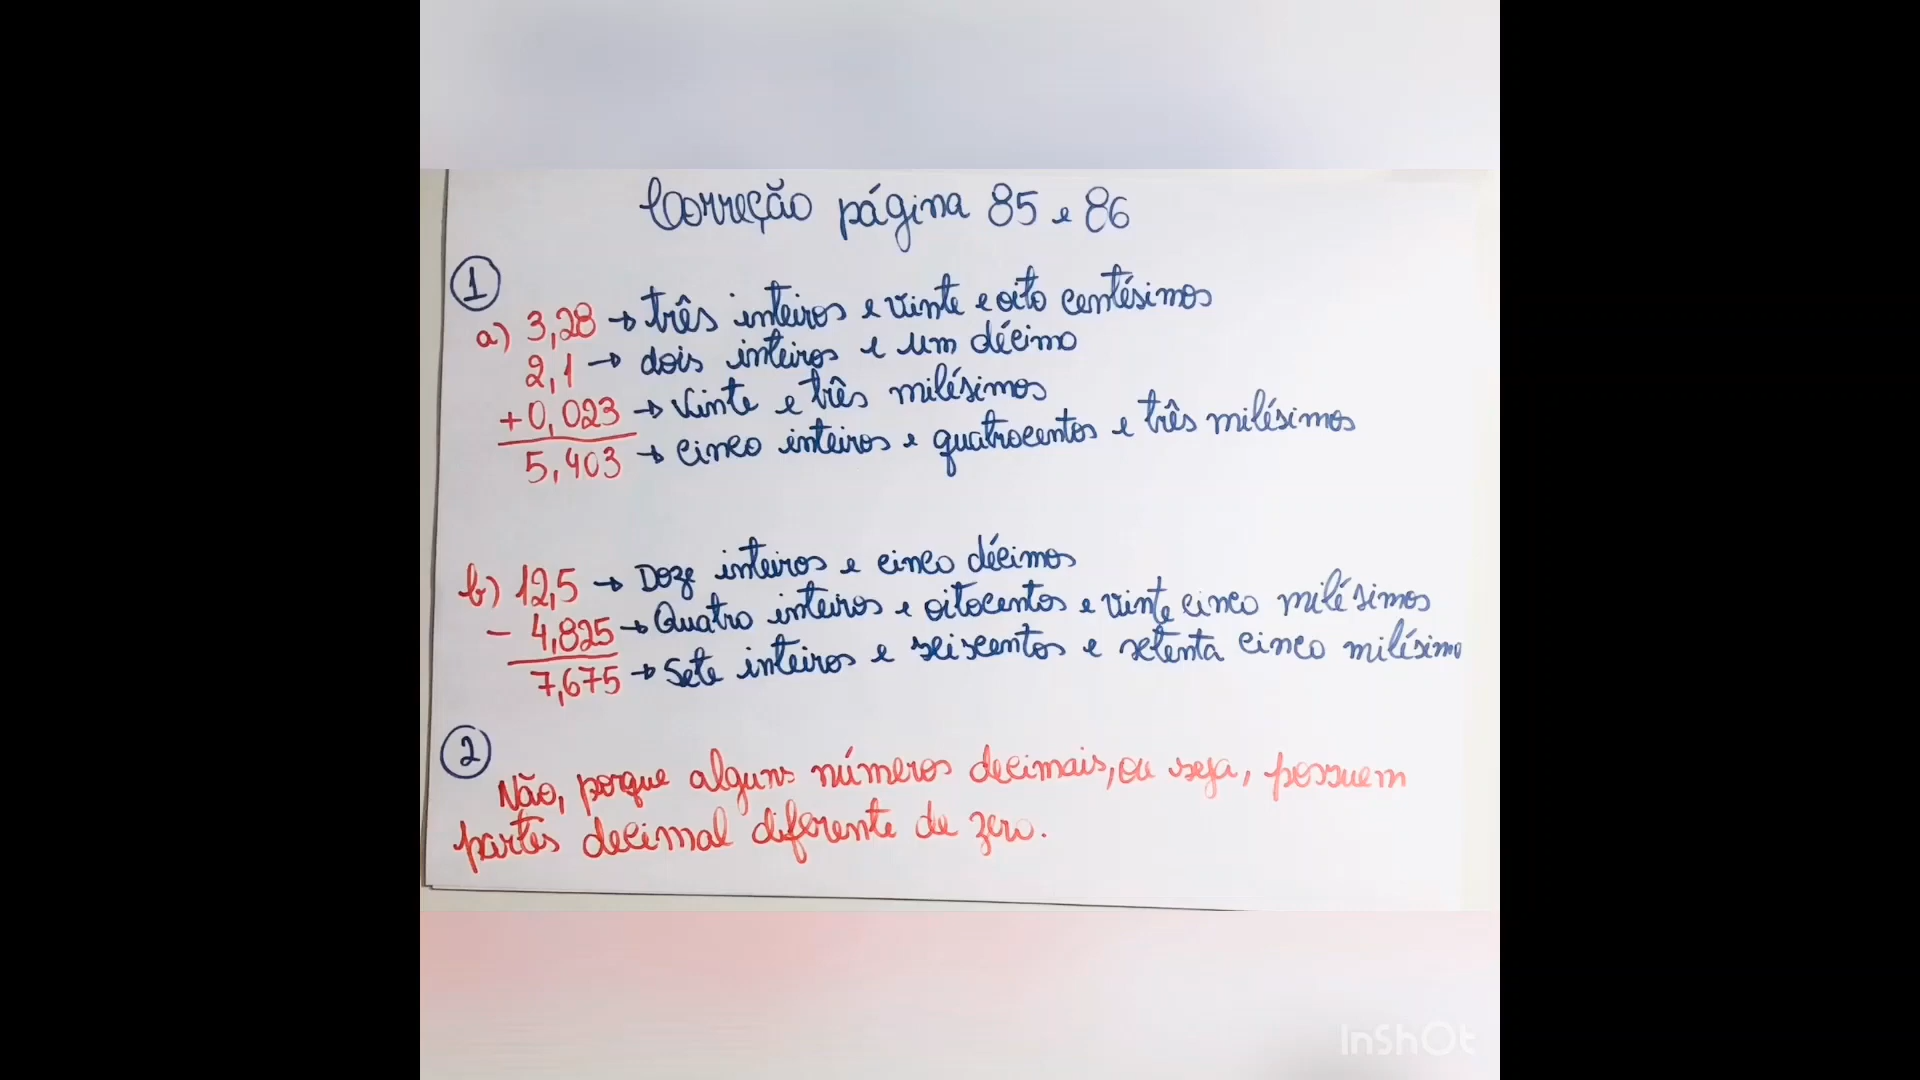 Correção página 85 e 86
1
a) 3,28 → três inteiros e vinte e oito centésimos
2,1 → dois inteiros e um décimo
+0,023 → vinte e três milésimos
5,403 → cinco inteiros e quatrocentos e três milésimos
b) 12,5 → Doze inteiros e cinco décimos
- 4,825 → Quatro inteiros e oitocentos e vinte cinco milésimos
7,675 → Sete inteiros e seiscentos e setenta cinco milésimo
2
Não, porque alguns números decimais, ou seja, possuem
partes decimal diferente de zero.
InShOt